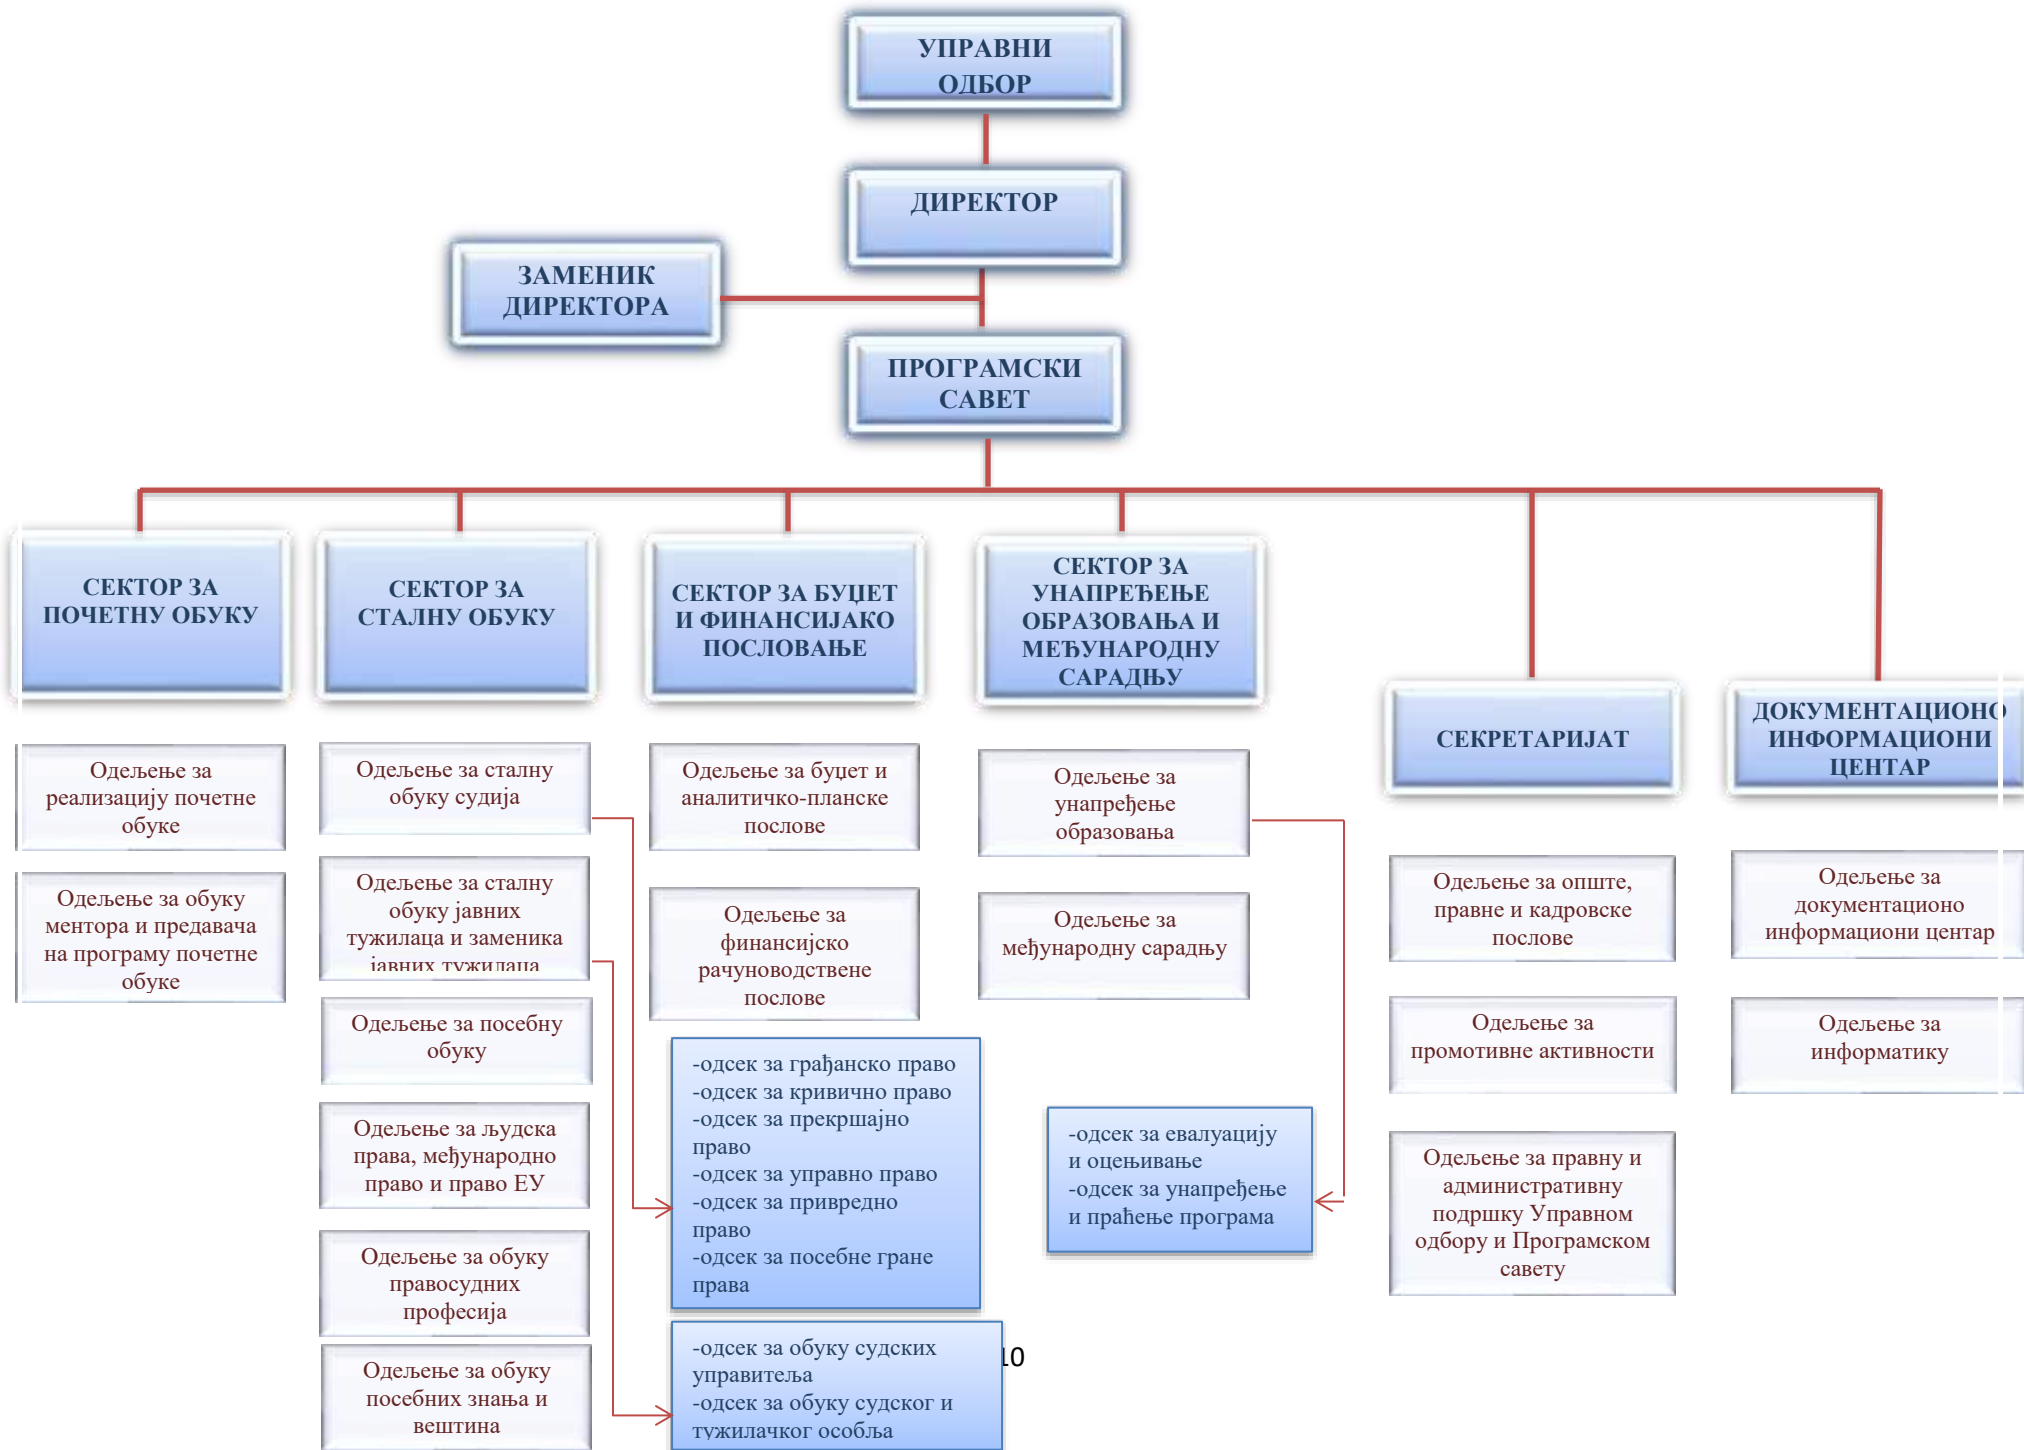 УПРАВНИ
ОДБОР
ДИРЕКТОР
ЗАМЕНИК
ДИРЕКТОРА
ПРОГРАМСКИ
САВЕТ
СЕКТОР ЗА
ПОЧЕТНУ ОБУКУ
Одељење за
реализацију почетне
обуке
Одељење за обуку
ментора и предавача
на програму почетне
обуке
СЕКТОР ЗА
СТАЛНУ ОБУКУ
Одељење за сталну
обуку судија
Одељење за сталну
обуку јавних
тужилаца и заменика
јавних тужилаца
Одељење за посебну
обуку
Одељење за људска
права, међународно
право и право ЕУ
Одељење за обуку
правосудних
професија
Одељење за обуку
посебних знања и
вештина
СЕКТОР ЗА БУЏЕТ
И ФИНАНСИЈАКО
ПОСЛОВАЊЕ
Одељење за буџет и
аналитичко-планске
послове
Одељење за
финансијско
рачуноводствене
послове
-одсек за грађанско право
-одсек за кривично право
-одсек за прекршајно
право
-одсек за управно право
-одсек за привредно
право
-одсек за посебне гране
права
-одсек за обуку судских
управитеља
-одсек за обуку судског и
тужилачког особља
10
СЕКТОР ЗА
УНАПРЕЂЕЊЕ
ОБРАЗОВАЊА И
МЕЂУНАРОДНУ
САРАДЊУ
Одељење за
унапређење
образовања
Одељење за
међународну сарадњу
-одсек за евалуацију
и оцењивање
-одсек за унапређење
и праћење програма
СЕКРЕТАРИЈАТ
Одељење за опште,
правне и кадровске
послове
Одељење за
промотивне активности
Одељење за правну и
административну
подршку Управном
одбору и Програмском
савету
ДОКУМЕНТАЦИОНО
ИНФОРМАЦИОНИ
ЦЕНТАР
Одељење за
документационо
информациони центар
Одељење за
информатику